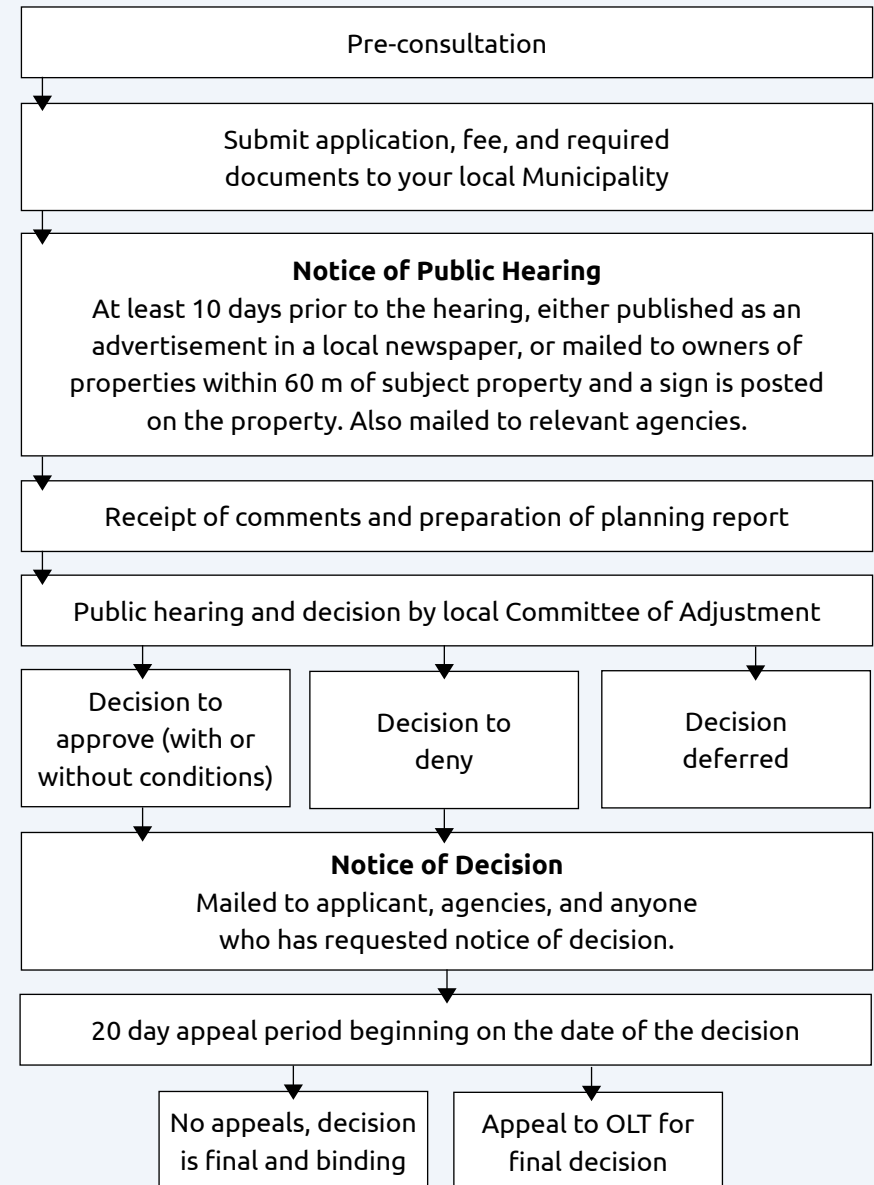 Pre-consultation
Submit application, fee, and required
documents to your local Municipality
Notice of Public Hearing
At least 10 days prior to the hearing, either published as an
advertisement in a local newspaper, or mailed to owners of
properties within 60 m of subject property and a sign is posted
on the property. Also mailed to relevant agencies.
Receipt of comments and preparation of planning report
Public hearing and decision by local Committee of Adjustment
Decision to
approve (with or
without conditions)
Decision to
deny
Decision
deferred
Notice of Decision
Mailed to applicant, agencies, and anyone
who has requested notice of decision.
20 day appeal period beginning on the date of the decision
No appeals, decision
is final and binding
Appeal to OLT for
final decision